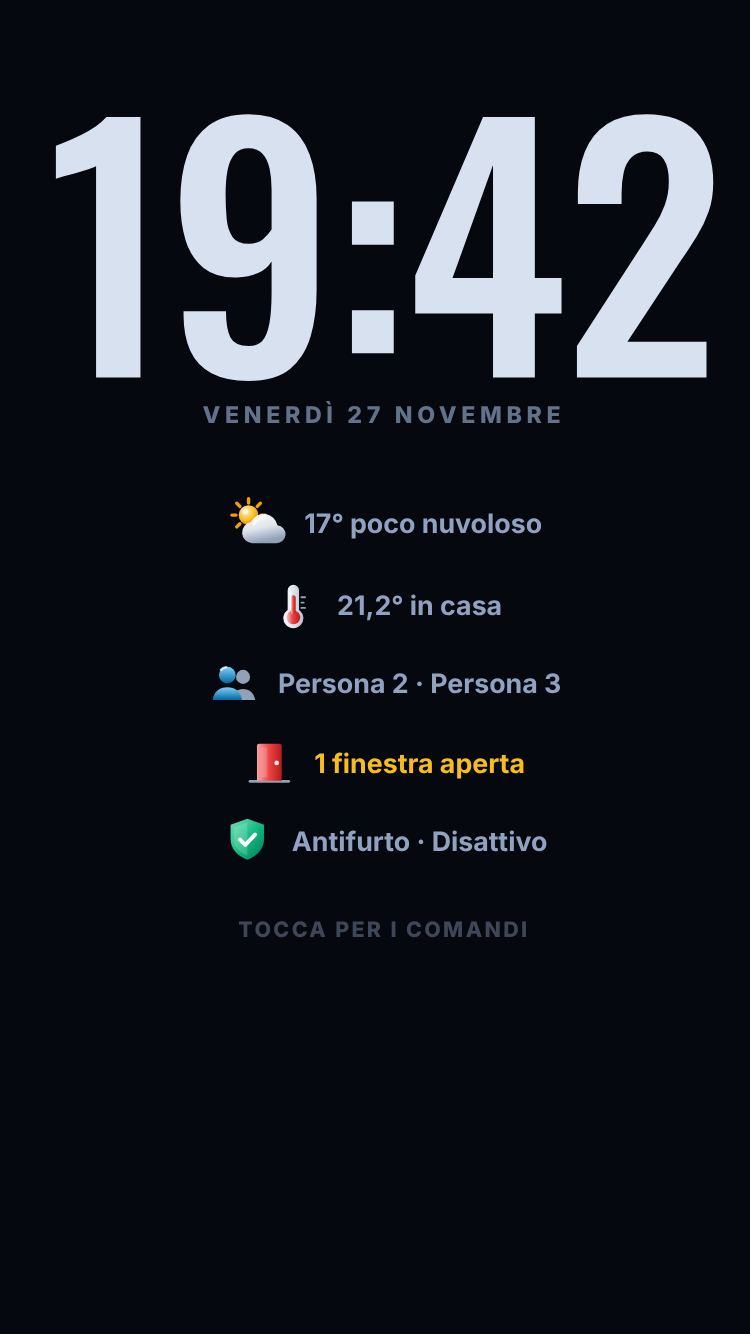 19:42
VENERDÌ 27 NOVEMBRE
17° poco nuvoloso
21,2° in casa
Persona 2 · Persona 3
1 finestra aperta
Antifurto · Disattivo
TOCCA PER I COMANDI